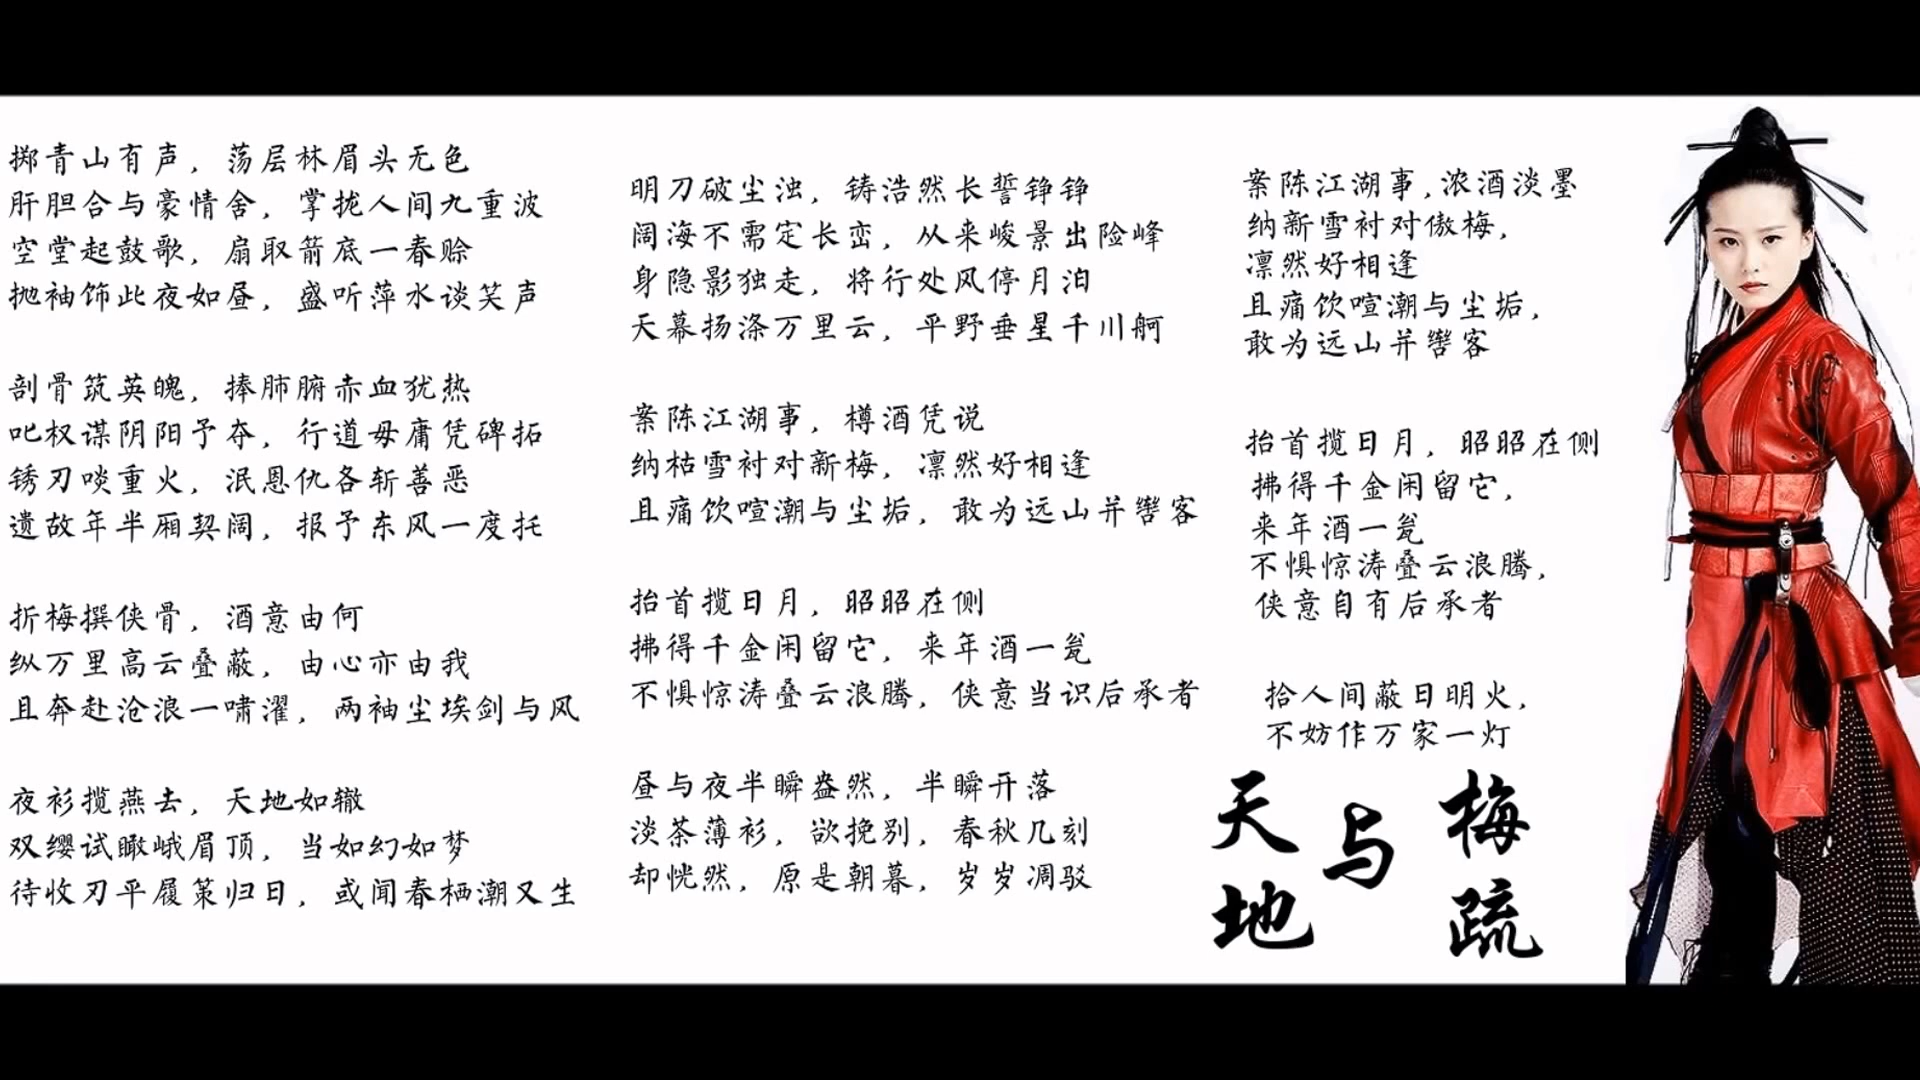 掷青山有声，荡层林眉头无色
肝胆合与豪情舍，掌拢人间九重波
空堂起鼓歌，扇取箭底一春赊
抛袖饰此夜如昼，盛听萍水谈笑声
剖骨筑英魄，捧肺腑赤血犹热
叱权谋阴阳予夺，行道毋庸凭碑拓
锈刃啖重火，泯恩仇各斩善恶
遗故年半厢契阔，报予东风一度托
折梅撰侠骨，酒意由何
纵万里高云叠蔽，由心亦由我
且奔赴沧浪一啸濯，两袖尘埃剑与风
夜衫揽燕去，天地如辙
双缨试瞰峨眉顶，当如幻如梦
待收刃平履策归日，或闻春栖潮又生
明刀破尘浊，铸浩然长誓铮铮
阔海不需定长峦，从来峻景出险峰
身隐影独走，将行处风停月泊
天幕扬涤万里云，平野垂星千川舸
案陈江湖事，樽酒凭说
纳枯雪衬对新梅，凛然好相逢
且痛饮喧潮与尘垢，敢为远山并辔客
抬首揽日月，昭昭在侧
拂得千金闲留它，来年酒一瓮
不惧惊涛叠云浪腾，侠意当识后承者
昼与夜半瞬盎然，半瞬开落
淡茶薄衫，欲挽别，春秋几刻
却恍然，原是朝暮，岁岁凋驳
案陈江湖事,浓酒淡墨
纳新雪衬对傲梅，
凛然好相逢
且痛饮喧潮与尘垢，
敢为远山并辔客
抬首揽日月，昭昭在侧
拂得千金闲留它，
来年酒一瓮
不惧惊涛叠云浪腾，
侠意自有后承者
拾人间蔽日明火，
不妨作万家一灯
天地
与
梅疏